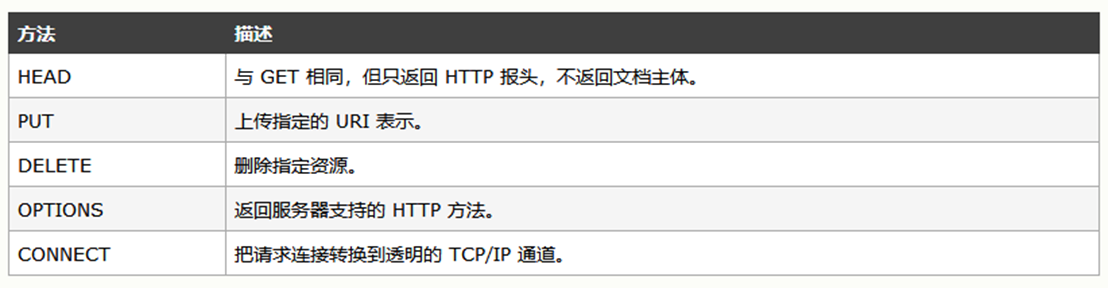 方法 描述
HEAD 与 GET 相同，但只返回 HTTP 报头，不返回文档主体。
PUT 上传指定的 URI 表示。
DELETE 删除指定资源。
OPTIONS 返回服务器支持的 HTTP 方法。
CONNECT 把请求连接转换到透明的 TCP/IP 通道。